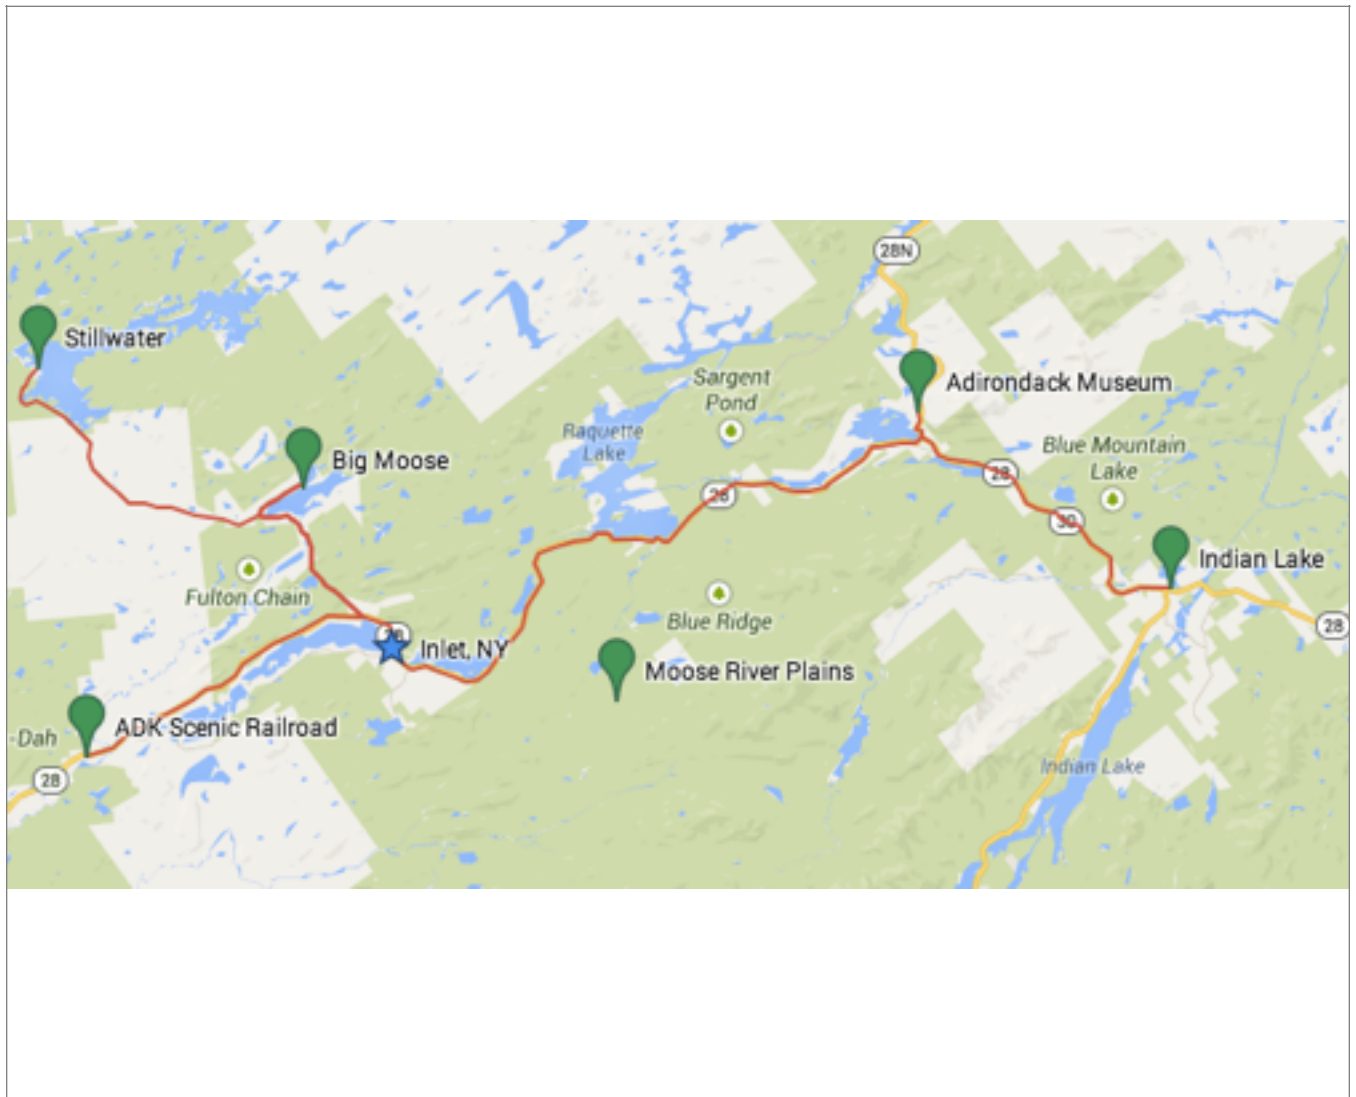 28N
Stillwater
Sargent
Pond
Adirondack Museum
Raquette
Lake
Big Moose
Blue Mountain
Lake
28
28
30
Indian Lake
Fulton Chain
Blue Ridge
28
28
Inlet, NY
Moose River Plains
ADK Scenic Railroad
-Dah
28
Indian Lake